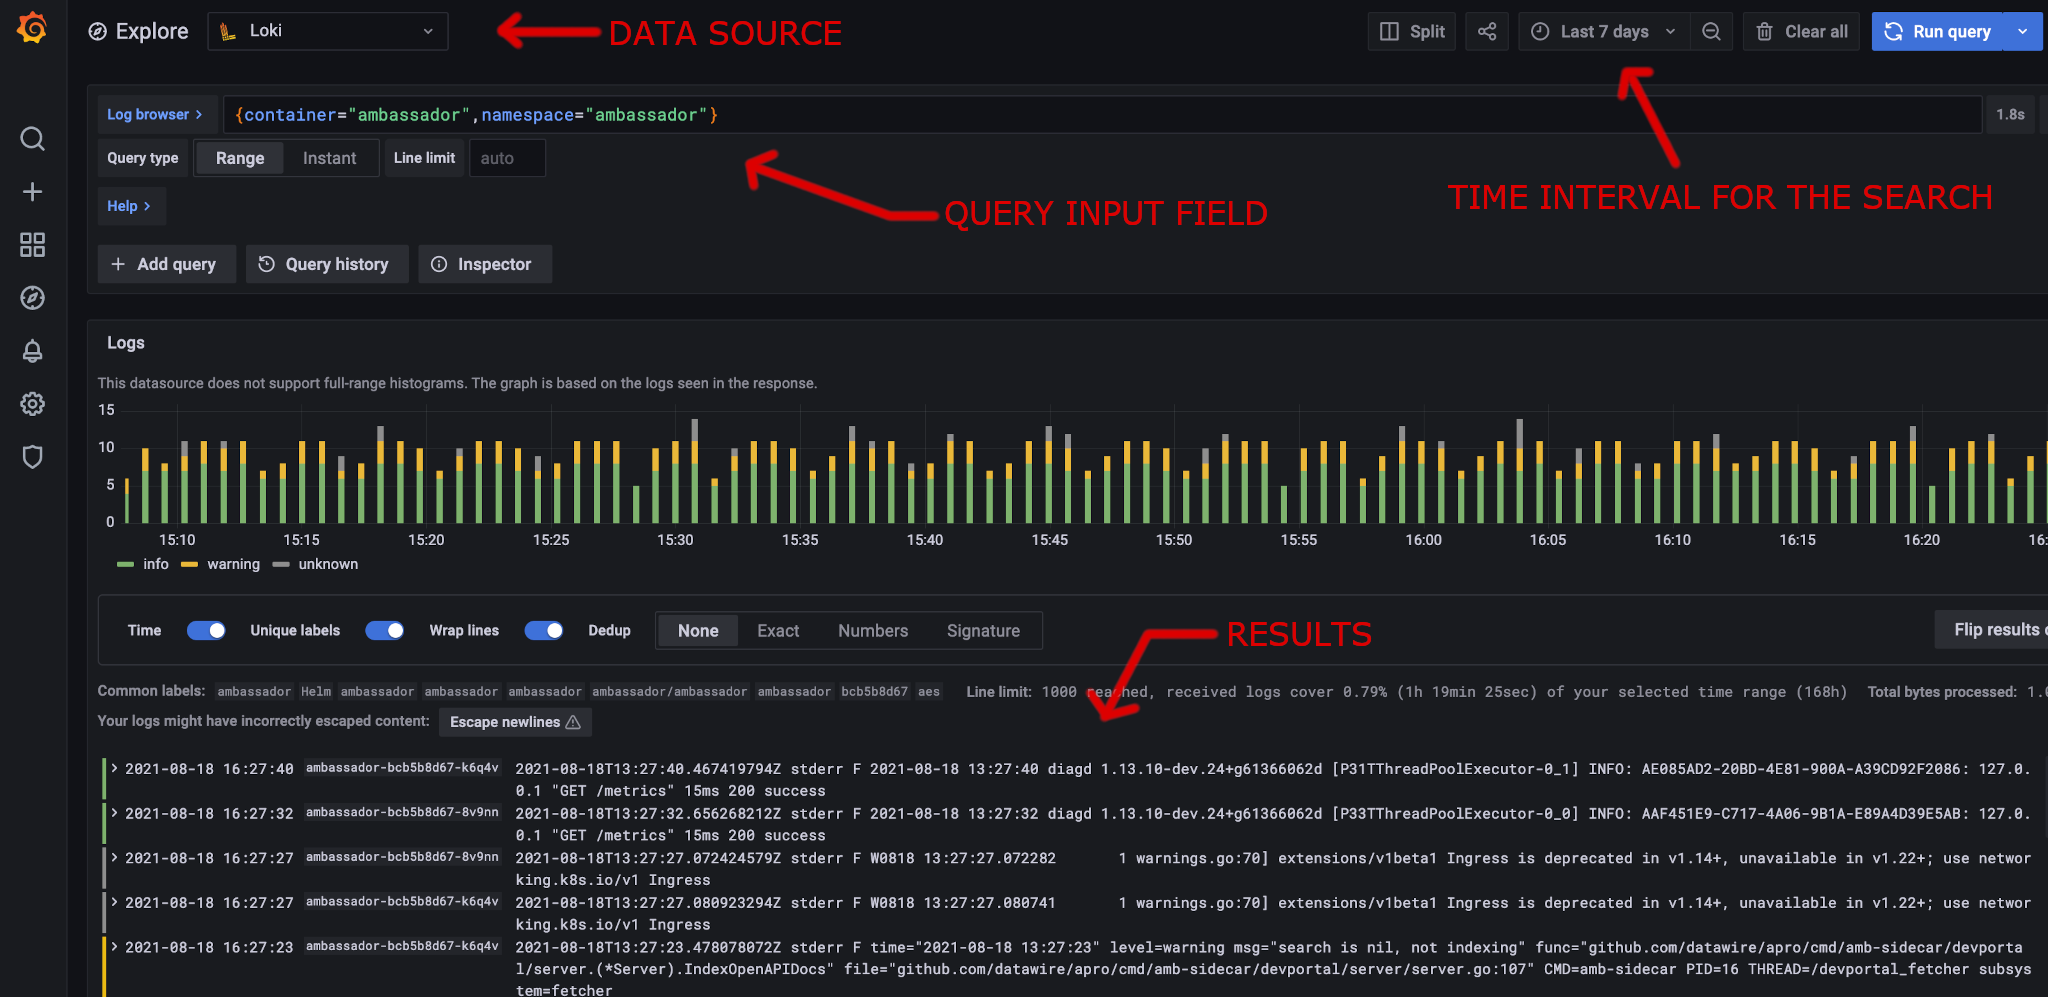 Explore Loki DATA SOURCE Split Last 7 days Clear all Run query
Log browser > {container="ambassador",namespace="ambassador"} 1.8s
Query type Range Instant Line limit auto
TIME INTERVAL FOR THE SEARCH
Help > QUERY INPUT FIELD
+ Add query Query history Inspector
Logs
This datasource does not support full-range histograms. The graph is based on the logs seen in the response.
15
10
5
0
15:10 15:15 15:20 15:25 15:30 15:35 15:40 15:45 15:50 15:55 16:00 16:05 16:10 16:15 16:20 16:
info warning unknown
Time Unique labels Wrap lines Dedup None Exact Numbers Signature Flip results
RESULTS
Common labels: ambassador Helm ambassador ambassador ambassador ambassador/ambassador ambassador bcb5b8d67 aes Line limit: 1000 reached, received logs cover 0.79% (1h 19min 25sec) of your selected time range (168h) Total bytes processed: 1.
Your logs might have incorrectly escaped content: Escape newlines
> 2021-08-18 16:27:40 ambassador-bcb5b8d67-k6q4v 2021-08-18T13:27:40.467419794Z stderr F 2021-08-18 13:27:40 diagd 1.13.10-dev.24+g61366062d [P31TThreadPoolExecutor-0_1] INFO: AE085AD2-20BD-4E81-900A-A39CD92F2086: 127.0.
0.1 "GET /metrics" 15ms 200 success
> 2021-08-18 16:27:32 ambassador-bcb5b8d67-8v9nn 2021-08-18T13:27:32.656268212Z stderr F 2021-08-18 13:27:32 diagd 1.13.10-dev.24+g61366062d [P33TThreadPoolExecutor-0_0] INFO: AAF451E9-C717-4A06-9B1A-E89A4D39E5AB: 127.0.
0.1 "GET /metrics" 15ms 200 success
> 2021-08-18 16:27:27 ambassador-bcb5b8d67-8v9nn 2021-08-18T13:27:27.072424579Z stderr F W0818 13:27:27.072282 1 warnings.go:70] extensions/v1beta1 Ingress is deprecated in v1.14+, unavailable in v1.22+; use networ
king.k8s.io/v1 Ingress
> 2021-08-18 16:27:27 ambassador-bcb5b8d67-k6q4v 2021-08-18T13:27:27.080923294Z stderr F W0818 13:27:27.080741 1 warnings.go:70] extensions/v1beta1 Ingress is deprecated in v1.14+, unavailable in v1.22+; use networ
king.k8s.io/v1 Ingress
> 2021-08-18 16:27:23 ambassador-bcb5b8d67-k6q4v 2021-08-18T13:27:23.478078072Z stderr F time="2021-08-18 13:27:23" level=warning msg="search is nil, not indexing" func="github.com/datawire/apro/cmd/amb-sidecar/devporta
l/server.(*Server).IndexOpenAPIDocs" file="github.com/datawire/apro/cmd/amb-sidecar/devportal/server/server.go:107" CMD=amb-sidecar PID=16 THREAD=/devportal_fetcher subsys
tem=fetcher